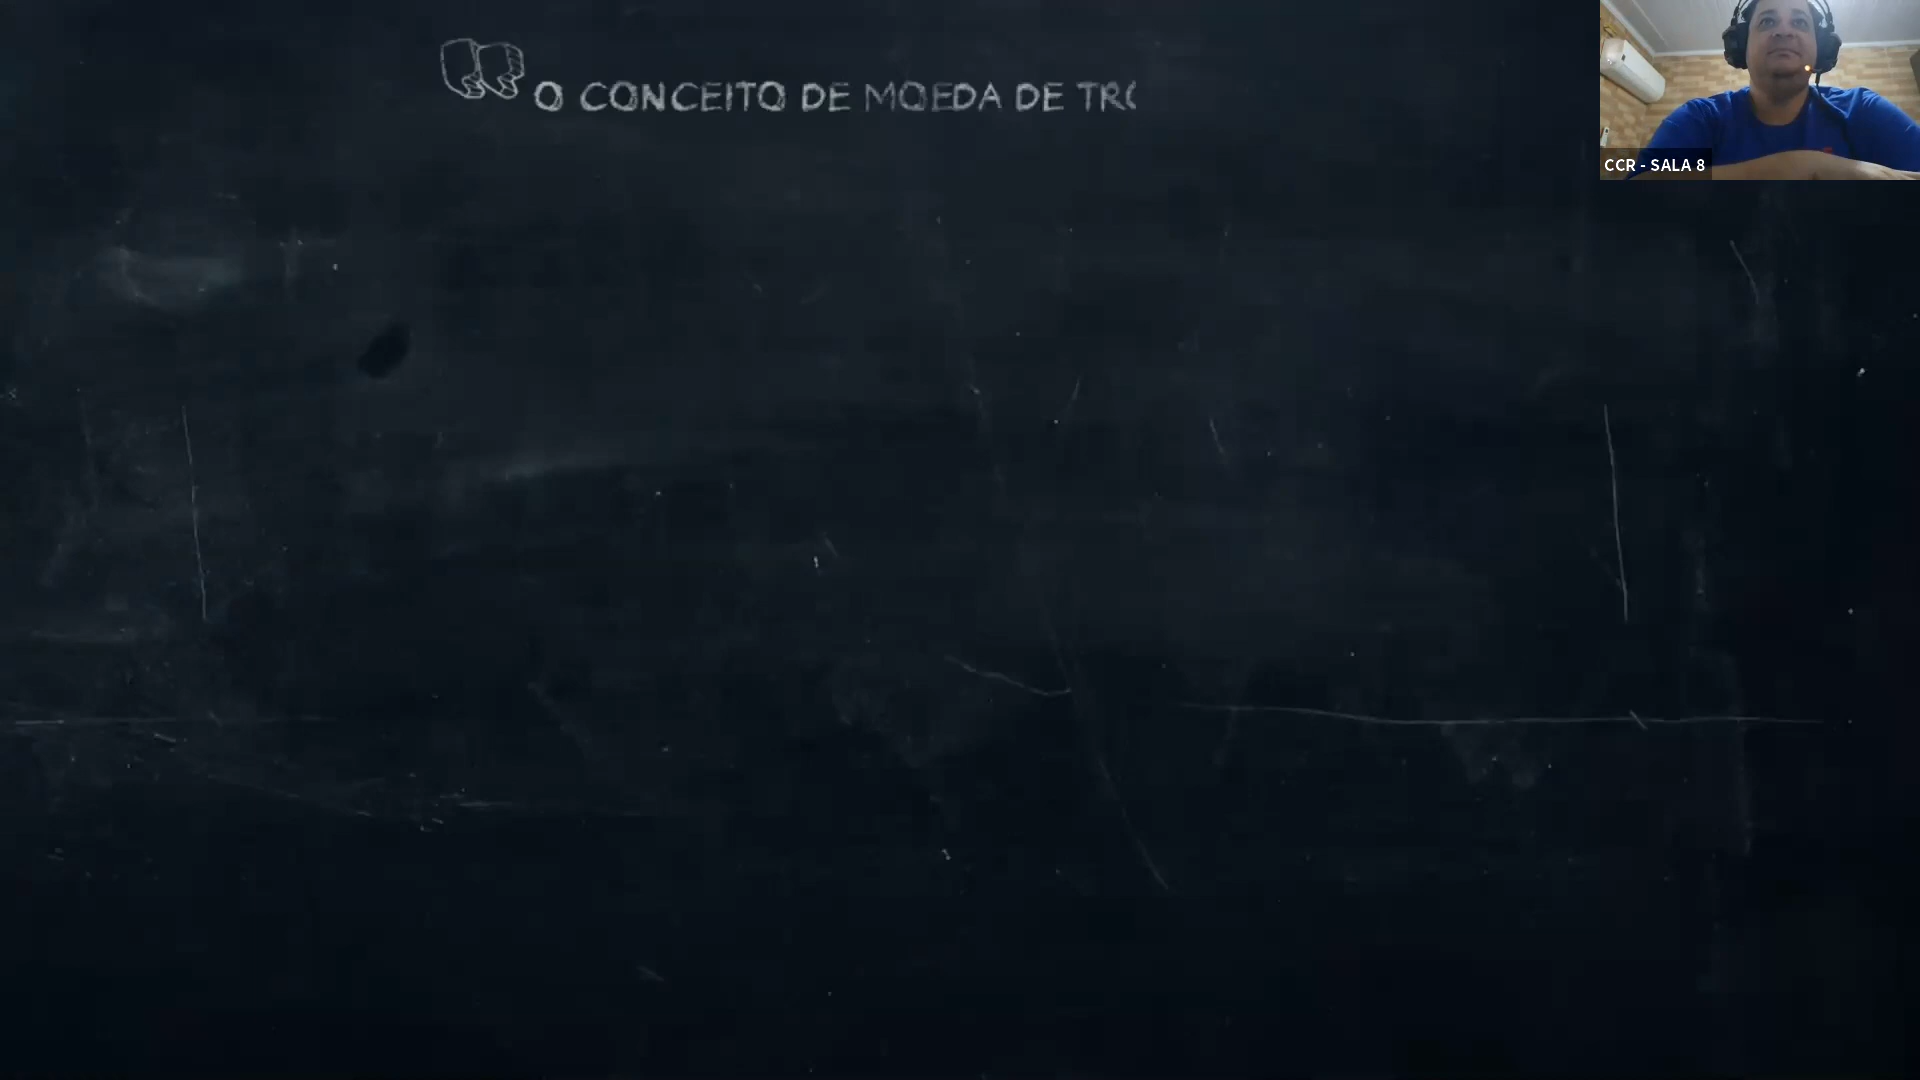 O CONCEITO DE MOEDA DE TR
CCR - SALA 8